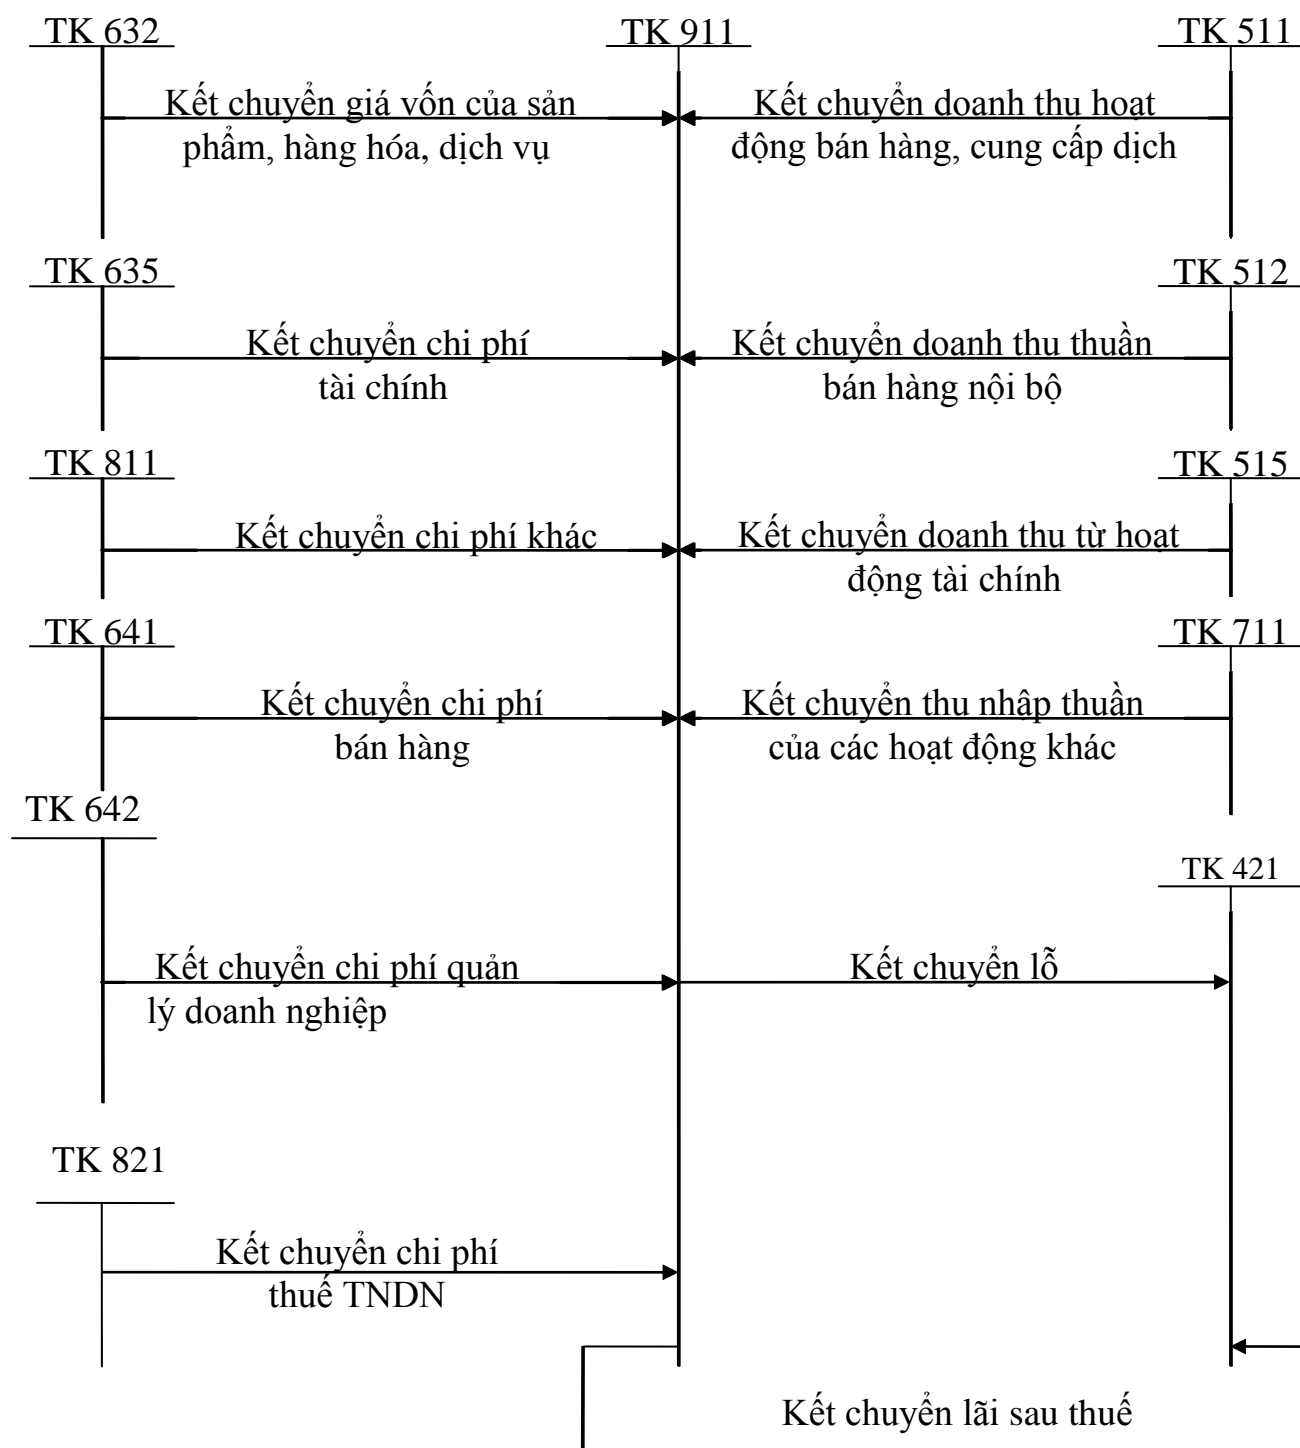 TK 632
TK 911
TK 511
Kết chuyển giá vốn của sản
phẩm, hàng hóa, dịch vụ
Kết chuyển doanh thu hoạt
động bán hàng, cung cấp dịch
TK 635
TK 512
Kết chuyển chi phí
tài chính
Kết chuyển doanh thu thuần
bán hàng nội bộ
TK 811
TK 515
Kết chuyển chi phí khác
Kết chuyển doanh thu từ hoạt
động tài chính
TK 641
TK 711
Kết chuyển chi phí
bán hàng
Kết chuyển thu nhập thuần
của các hoạt động khác
TK 642
TK 421
Kết chuyển chi phí quản
lý doanh nghiệp
Kết chuyển lỗ
TK 821
Kết chuyển chi phí
thuế TNDN
Kết chuyển lãi sau thuế